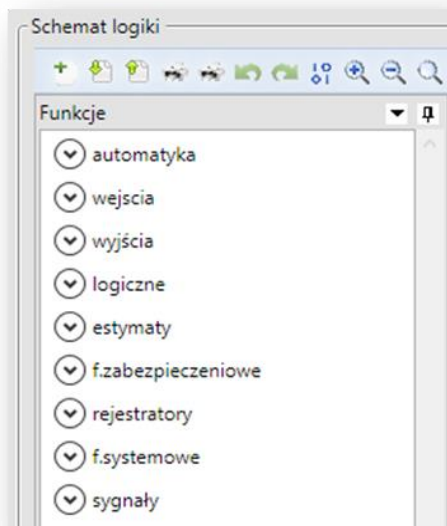 Schemat logiki
Funkcje
automatyka
wejscia
wyjścia
logiczne
estymaty
f.zabezpieczeniowe
rejestratory
f.systemowe
sygnały